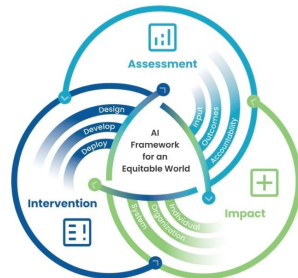 Assessment
Design
Develop
Deploy
Input
Outcomes
Accountability
AI
Framework
for an
Equitable World
Intervention
System
Organization
Individual
Impact